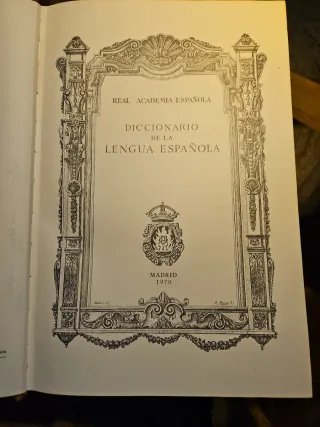 REAL ACADEMIA ESPAÑOLA
DICCIONARIO
DE LA
LENGUA ESPAÑOLA
MADRID
1970